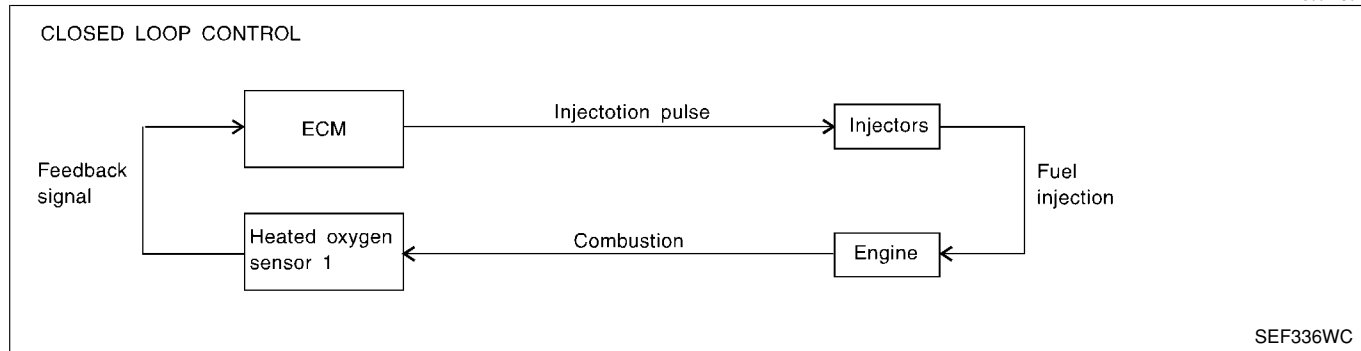 CLOSED LOOP CONTROL
ECM
Injectotion pulse
Injectors
Feedback
signal
Fuel
injection
Heated oxygen
sensor 1
Combustion
Engine
SEF336WC